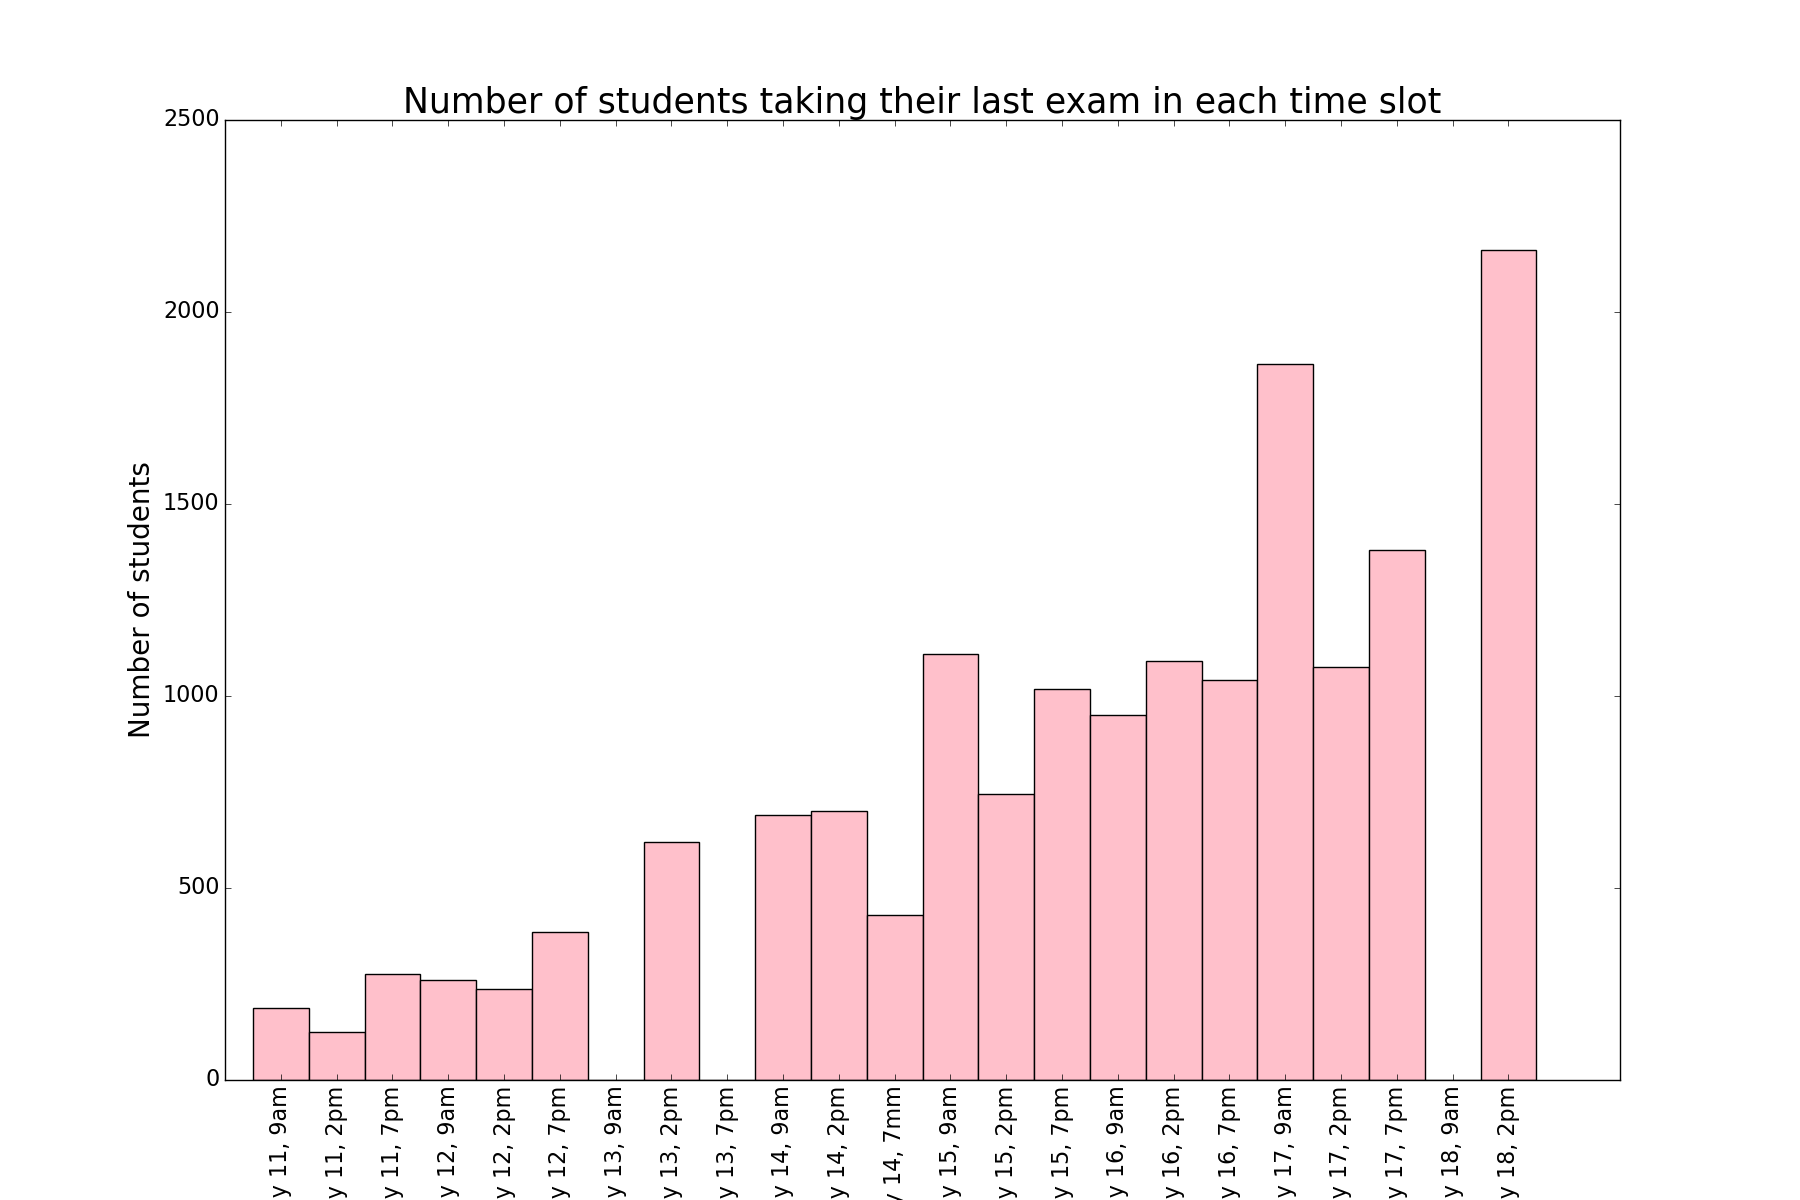 Number of students taking their last exam in each time slot
Number of students
2500
2000
1500
1000
500
0
y 11, 9am
y 11, 2pm
y 11, 7pm
y 12, 9am
y 12, 2pm
y 12, 7pm
y 13, 9am
y 13, 2pm
y 13, 7pm
y 14, 9am
y 14, 2pm
y 14, 7mm
y 15, 9am
y 15, 2pm
y 15, 7pm
y 16, 9am
y 16, 2pm
y 16, 7pm
y 17, 9am
y 17, 2pm
y 17, 7pm
y 18, 9am
y 18, 2pm